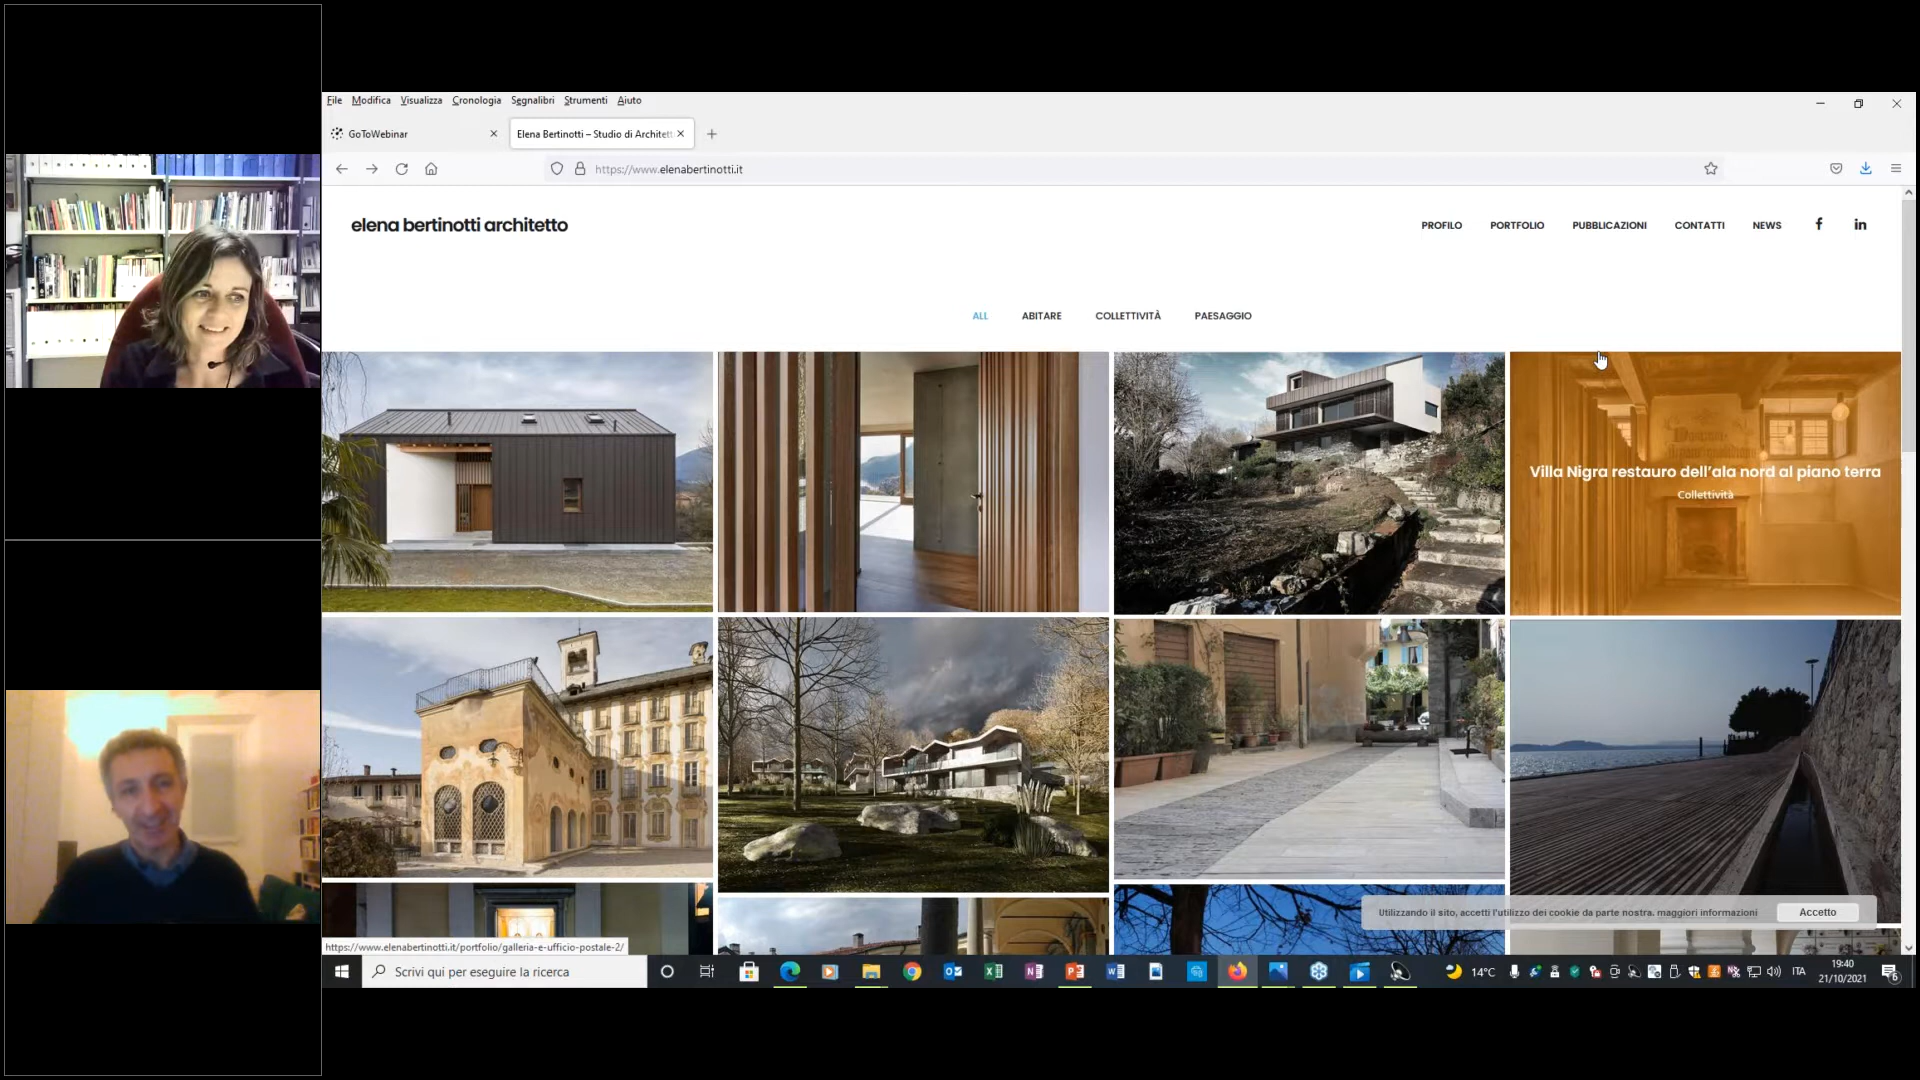 File Modifica Visualizza Cronologia Segnalibri Strumenti Aiuto
GoToWebinar
Elena Bertinotti – Studio di Architett
https://www.elenabertinotti.it
elena bertinotti architetto
PROFILO PORTFOLIO PUBBLICAZIONI CONTATTI NEWS
ALL ABITARE COLLETTIVITÀ PAESAGGIO
Villa Nigra restauro dell'ala nord al piano terra
Collettività
Utilizzando il sito, accetti l'utilizzo dei cookie da parte nostra. maggiori informazioni
Accetto
https://www.elenabertinotti.it/portfolio/galleria-e-ufficio-postale-2/
Scrivi qui per eseguire la ricerca
14°C
ITA
19:40
21/10/2021
6